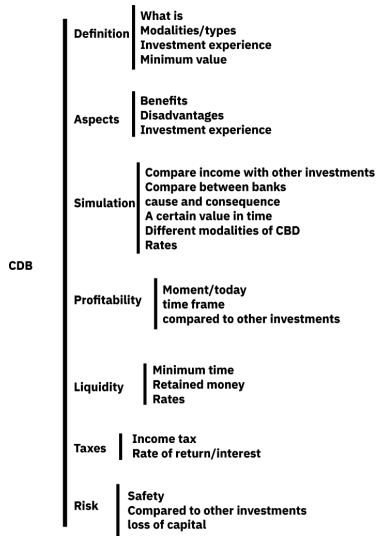 CDB
Definition
What is
Modalities/types
Investment experience
Minimum value
Aspects
Benefits
Disadvantages
Investment experience
Simulation
Compare income with other investments
Compare between banks
cause and consequence
A certain value in time
Different modalities of CBD
Rates
Profitability
Moment/today
time frame
compared to other investments
Liquidity
Minimum time
Retained money
Rates
Taxes
Income tax
Rate of return/interest
Risk
Safety
Compared to other investments
loss of capital